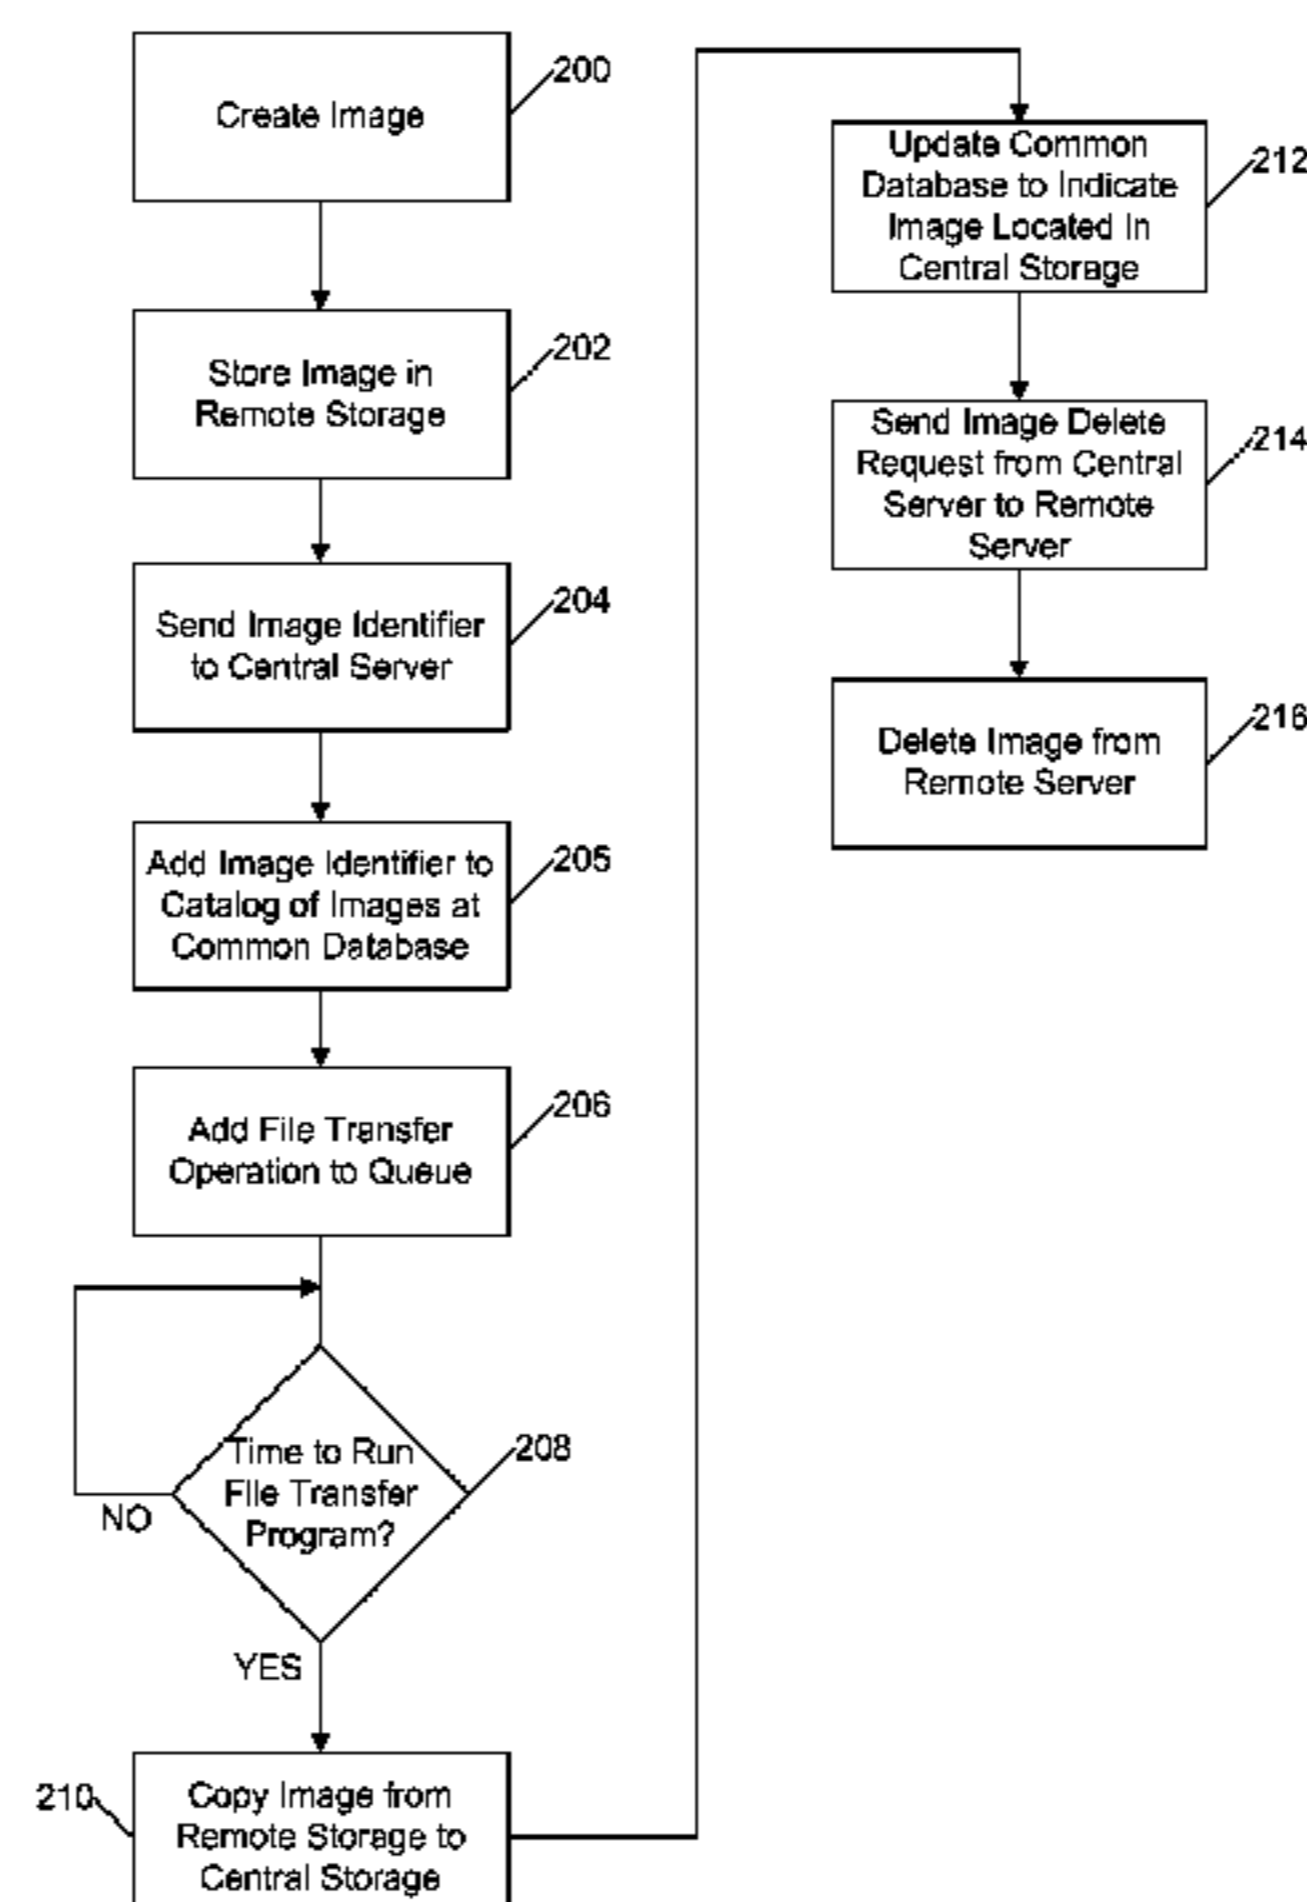 Create Image
200
Store Image in
Remote Storage
202
Send Image Identifier
to Central Server
204
Add Image Identifier to
Catalog of Images at
Common Database
205
Add File Transfer
Operation to Queue
206
Time to Run
File Transfer
Program?
208
NO
YES
210
Copy Image from
Remote Storage to
Central Storage
Update Common
Database to Indicate
Image Located In
Central Storage
212
Send Image Delete
Request from Central
Server to Remote
Server
214
Delete Image from
Remote Server
216